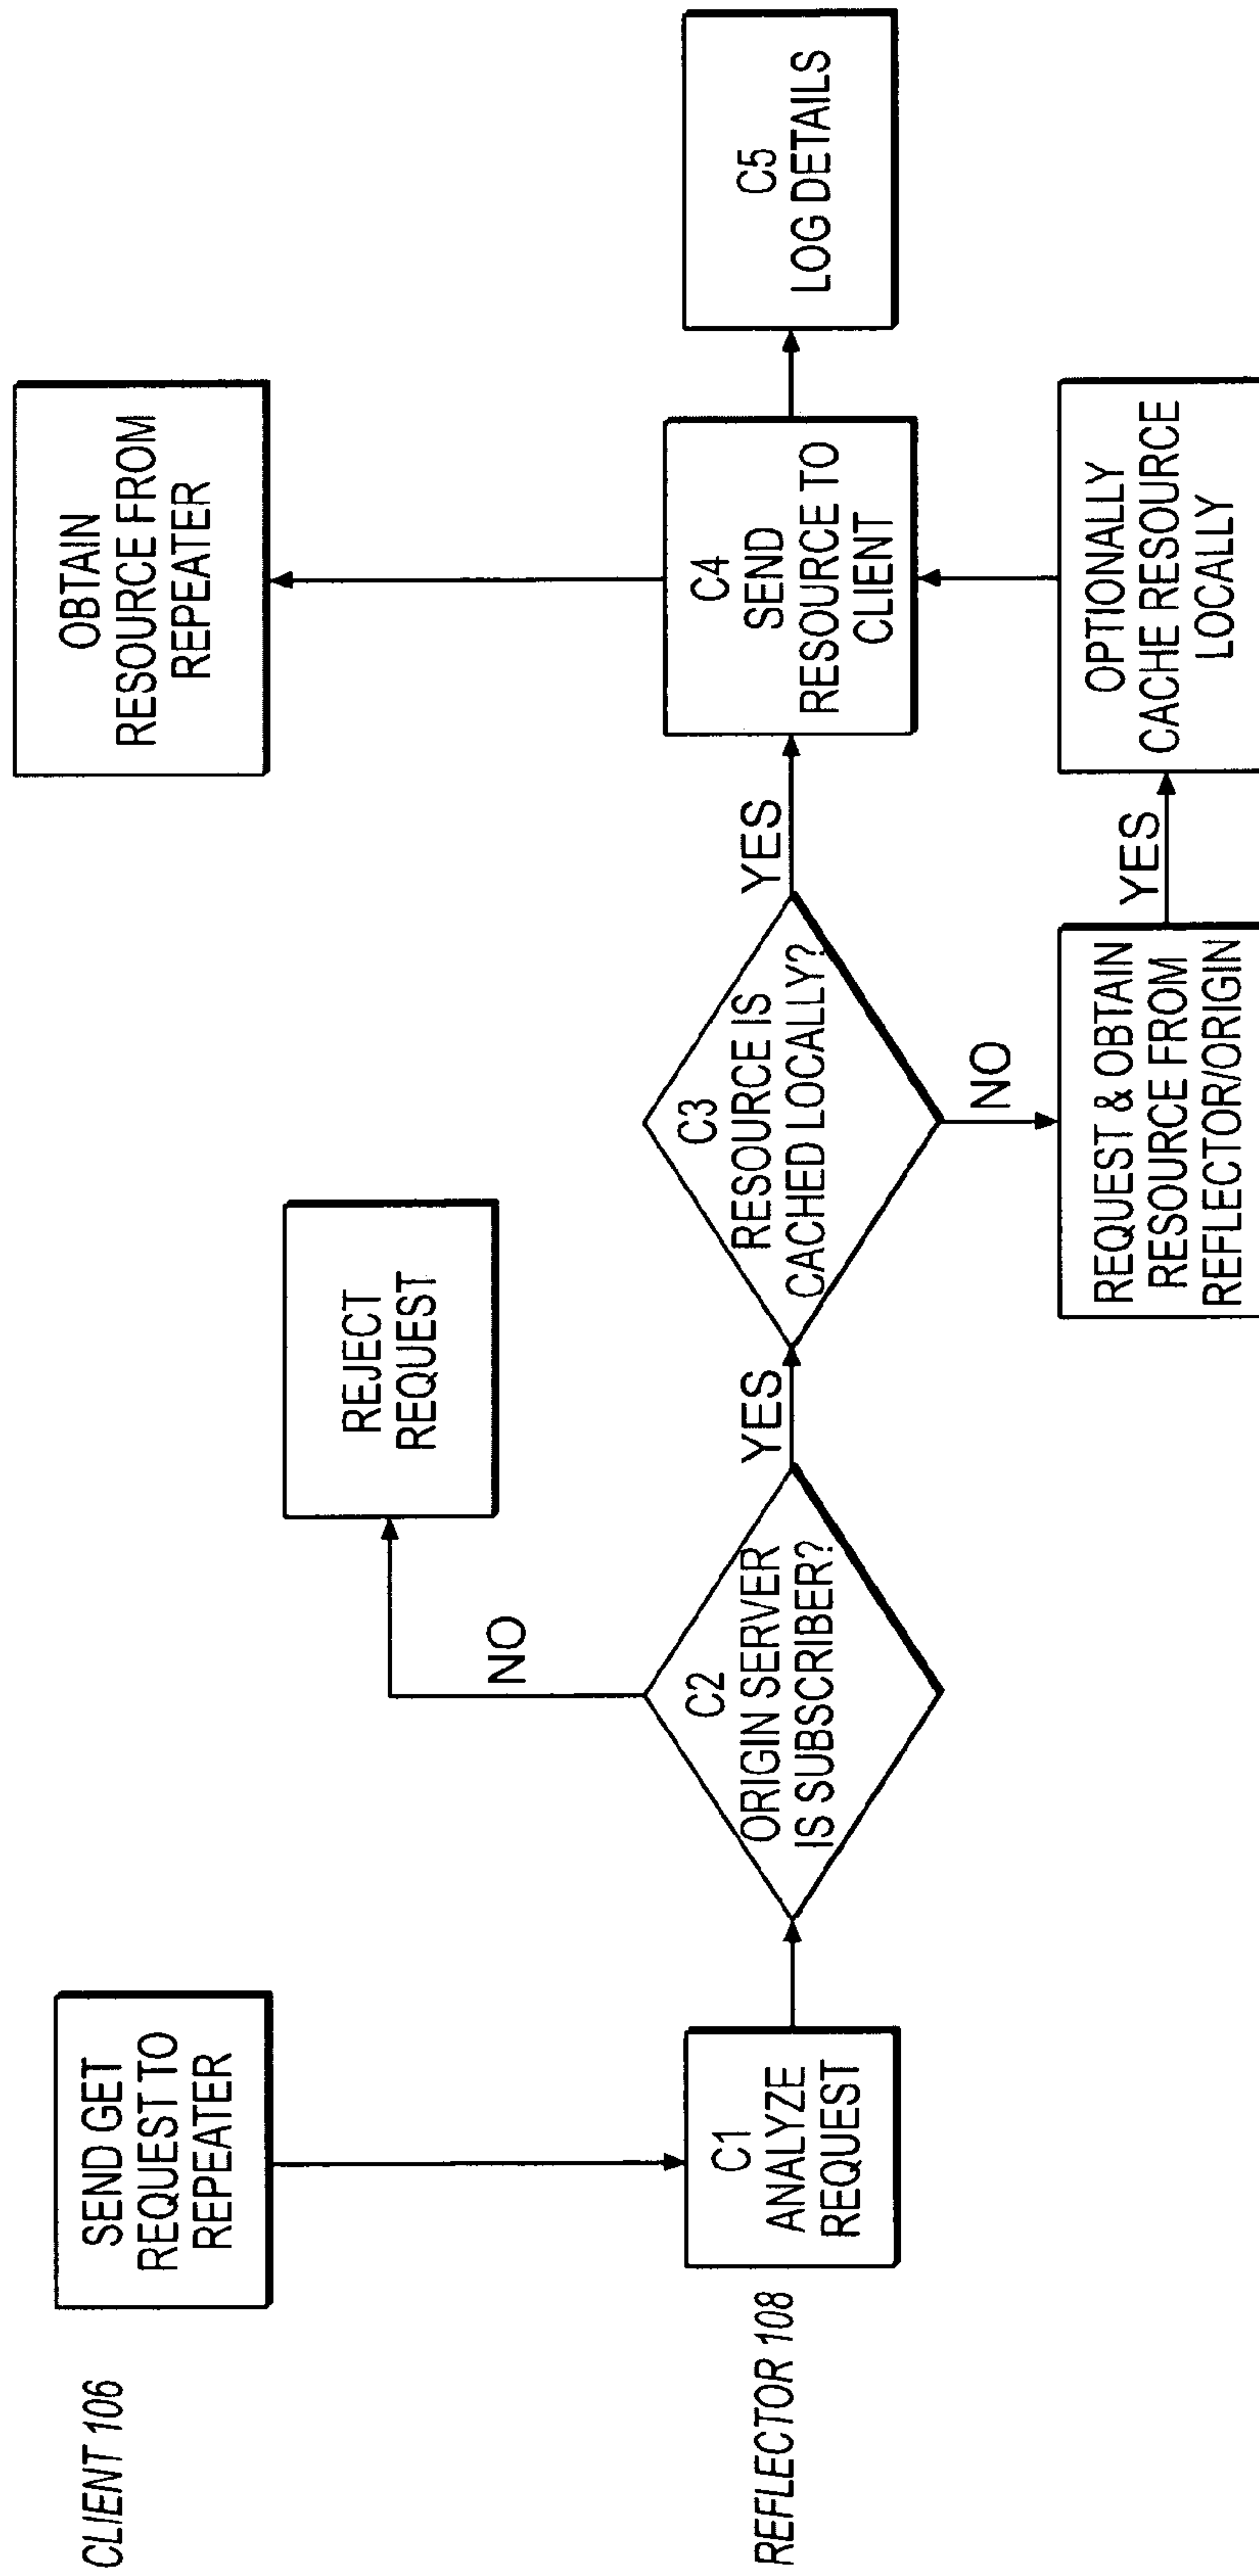 CLIENT 106
SEND GET
REQUEST TO
REPEATER
OBTAIN
RESOURCE FROM
REPEATER
REJECT
REQUEST
NO
REFLECTOR 108
C1
ANALYZE
REQUEST
C2
ORIGIN SERVER
IS SUBSCRIBER?
YES
C3
RESOURCE IS
CACHED LOCALLY?
YES
C4
SEND
RESOURCE TO
CLIENT
C5
LOG DETAILS
NO
REQUEST & OBTAIN
RESOURCE FROM
REFLECTOR/ORIGIN
YES
OPTIONALLY
CACHE RESOURCE
LOCALLY